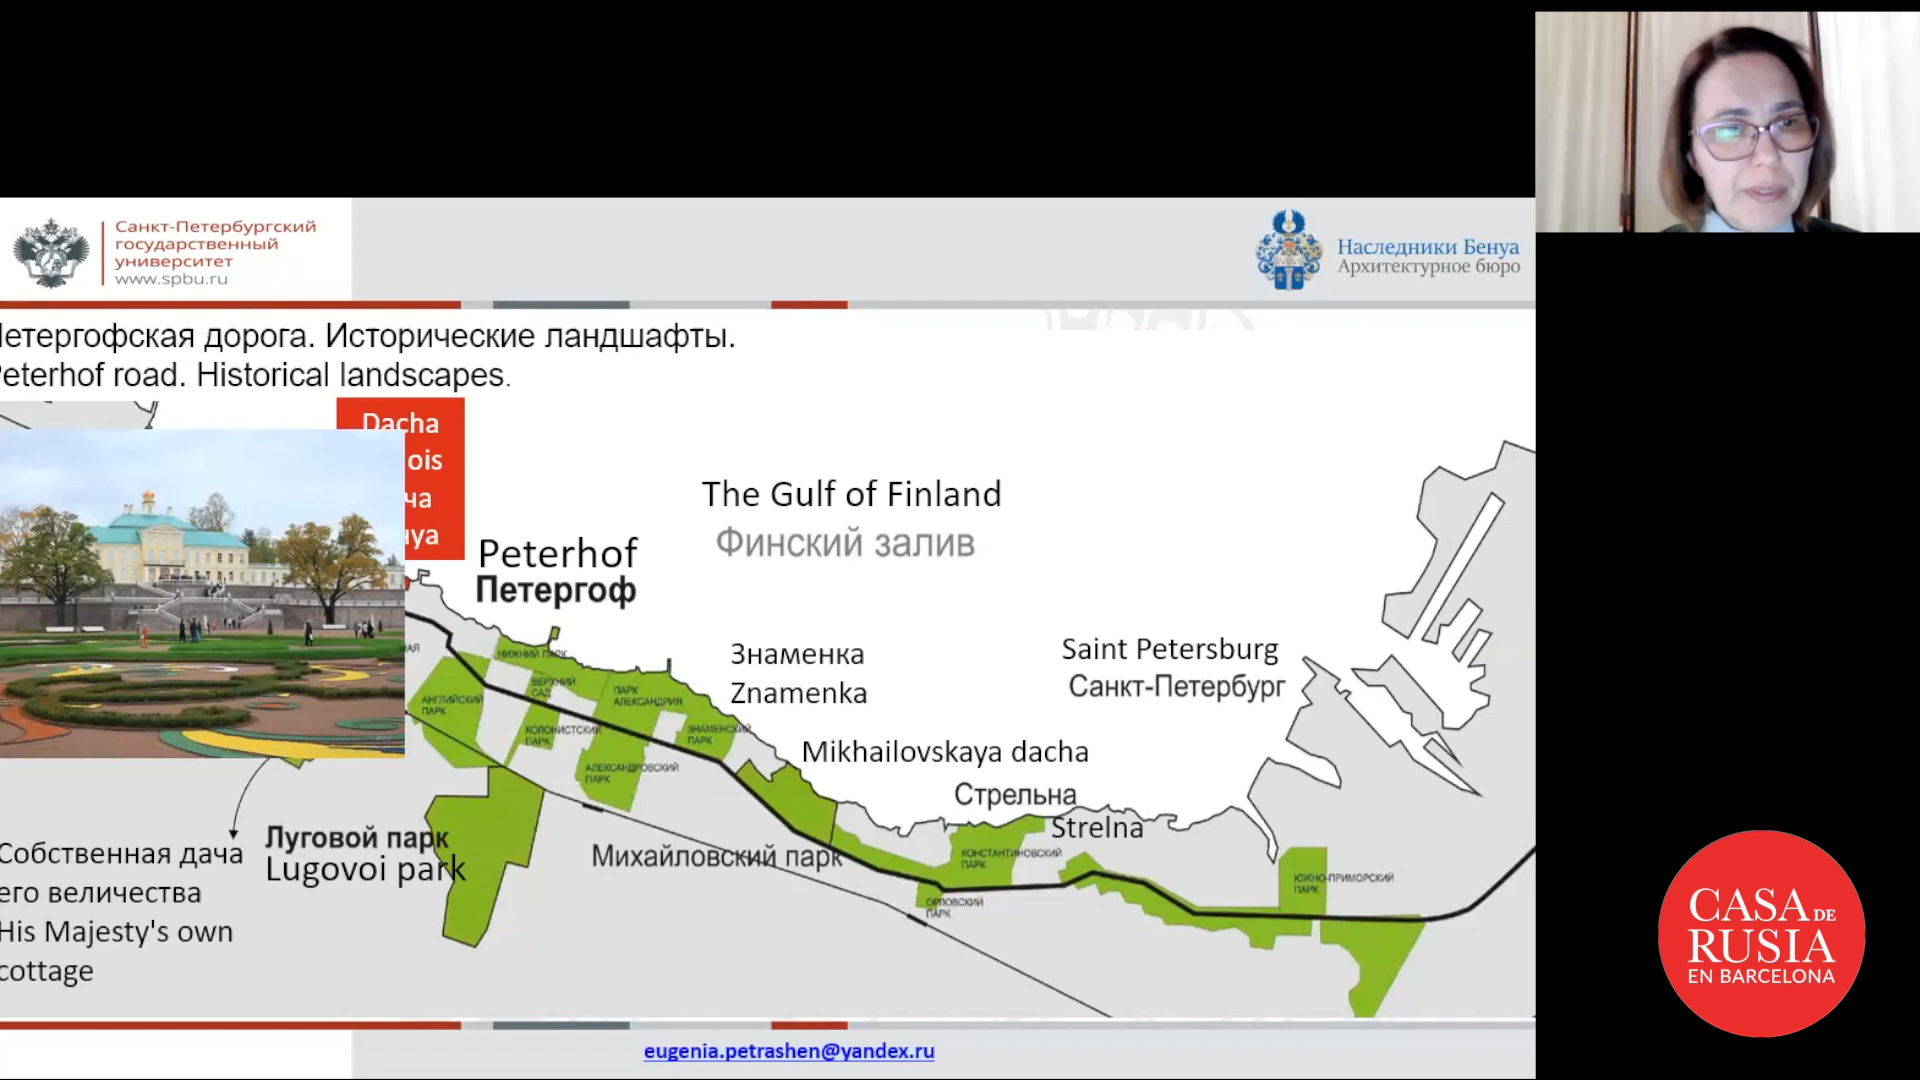 Санкт-Петербургский
государственный
университет
www.spbu.ru
Наследники Бенуа
Архитектурное бюро
етергофская дорога. Исторические ландшафты.
eterhof road. Historical landscapes.
Dacha
ois
ча
уа
The Gulf of Finland
Финский залив
Peterhof
Петергоф
Знаменка
Znamenka
Saint Petersburg
Санкт-Петербург
Mikhailovskaya dacha
Стрельна
Strelna
НИЖНИЙ ПАРК
ВЕРХНИЙ
САД
АНГЛИЙСКИЙ
ПАРК
ПАРК
АЛЕКСАНДРИЯ
КОЛОНИСТСКИЙ
ПАРК
ЗНАМЕНСКИЙ
ПАРК
АЛЕКСАНДРОВСКИЙ
ПАРК
Луговой парк
Lugovoi park
Михайловский парк
КОНСТАНТИНОВСКИЙ
ПАРК
ОРЛОВСКИЙ
ПАРК
ЮЖНО-ПРИМОРСКИЙ
ПАРК
Собственная дача
его величества
His Majesty's own
cottage
eugenia.petrashen@yandex.ru
CASA DE
RUSIA
EN BARCELONA